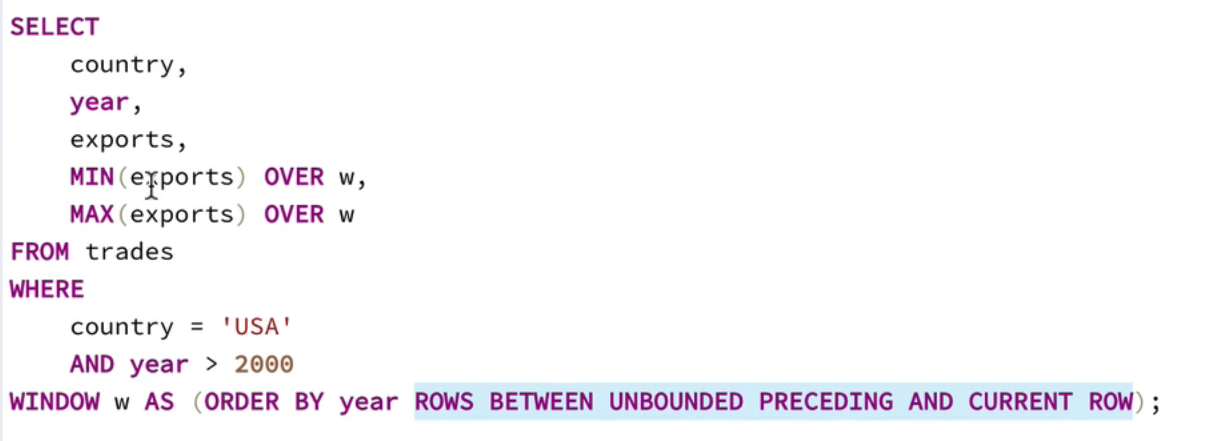 SELECT
country,
year,
exports,
MIN(exports) OVER w,
MAX(exports) OVER w
FROM trades
WHERE
country = 'USA'
AND year > 2000
WINDOW w AS (ORDER BY year ROWS BETWEEN UNBOUNDED PRECEDING AND CURRENT ROW);